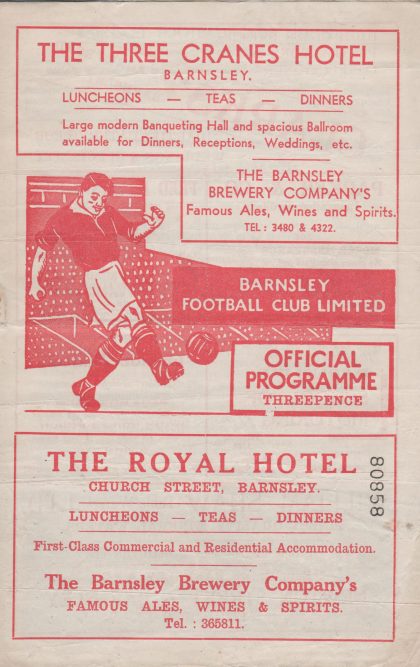 THE THREE CRANES HOTEL
BARNSLEY.
LUNCHEONS — TEAS — DINNERS
Large modern Banqueting Hall and spacious Ballroom
available for Dinners, Receptions, Weddings, etc.
THE BARNSLEY
BREWERY COMPANY'S
Famous Ales, Wines and Spirits.
TEL : 3480 & 4322.
BARNSLEY
FOOTBALL CLUB LIMITED
OFFICIAL
PROGRAMME
THREEPENCE
THE ROYAL HOTEL
CHURCH STREET, BARNSLEY.
LUNCHEONS — TEAS — DINNERS
First-Class Commercial and Residential Accommodation.
The Barnsley Brewery Company's
FAMOUS ALES, WINES & SPIRITS.
Tel. : 365811.
80858